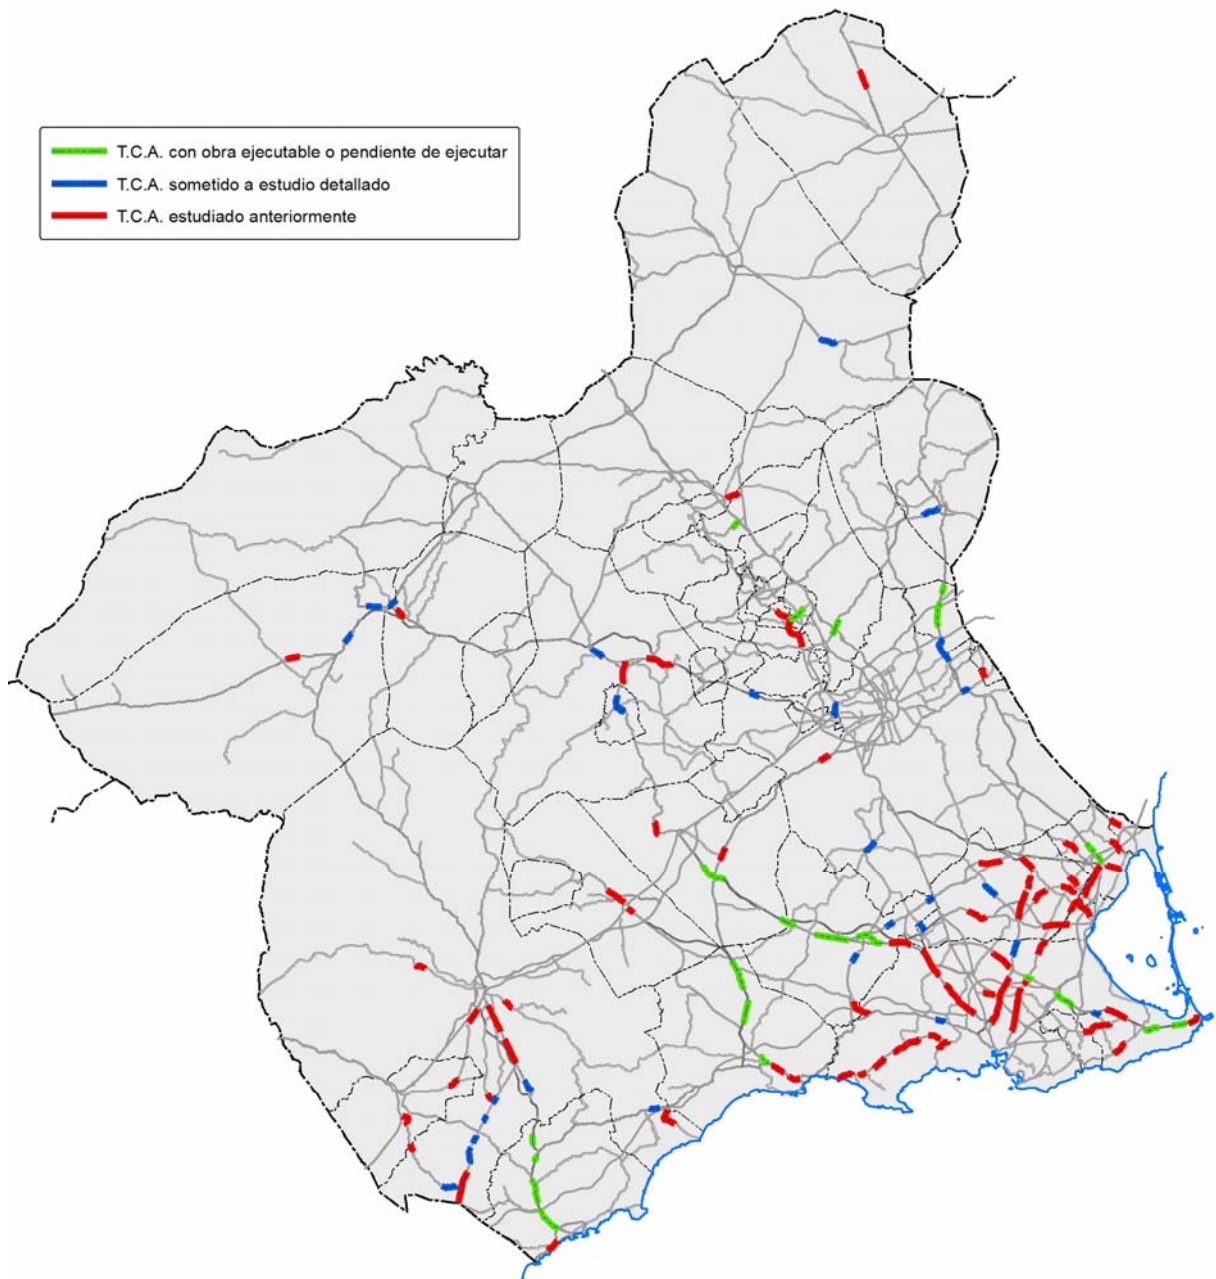 T.C.A. con obra ejecutable o pendiente de ejecutar
T.C.A. sometido a estudio detallado
T.C.A. estudiado anteriormente